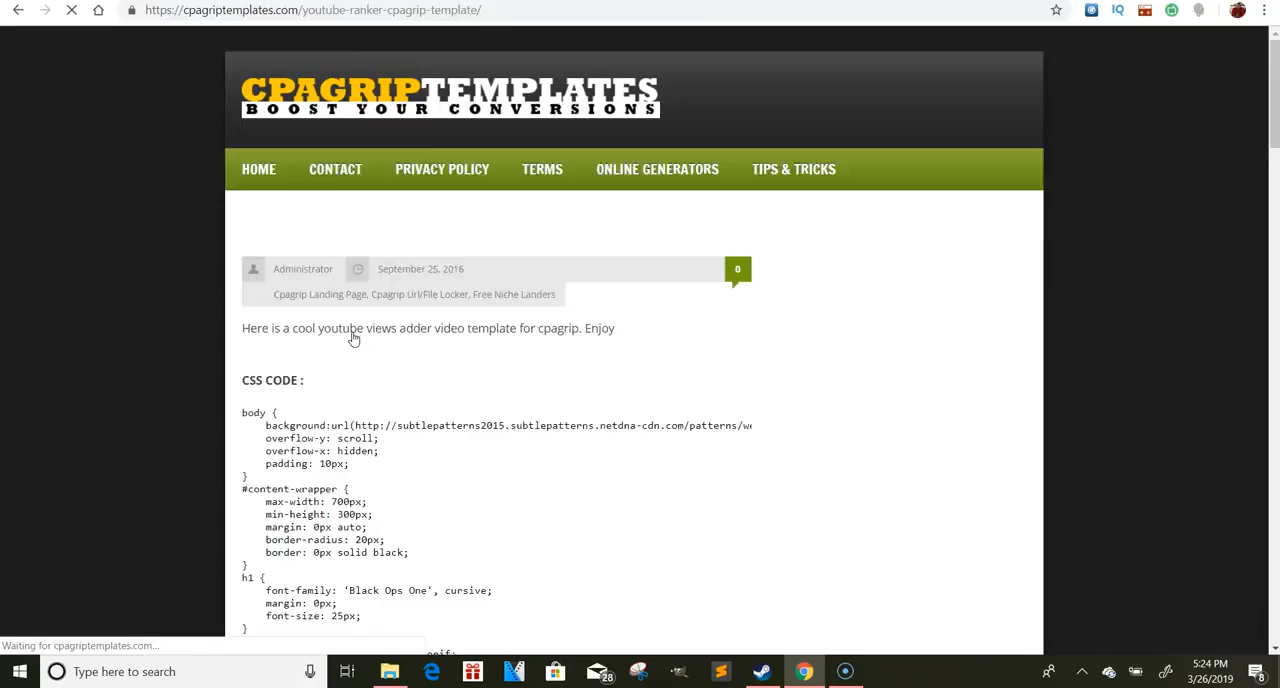 https://cpagriptemplates.com/youtube-ranker-cpagrip-template/
IQ
CPAGRIPTEMPLATES
BOOST YOUR CONVERSIONS
HOME
CONTACT
PRIVACY POLICY
TERMS
ONLINE GENERATORS
TIPS & TRICKS
Administrator
September 25, 2016
0
Cpagrip Landing Page, Cpagrip Url/File Locker, Free Niche Landers
Here is a cool youtube views adder video template for cpagrip. Enjoy
CSS CODE :
body {
background:url(http://subtlepatterns2015.subtlepatterns.netdna-cdn.com/patterns/we
overflow-y: scroll;
overflow-x: hidden;
padding: 10px;
}
#content-wrapper {
max-width: 700px;
min-height: 300px;
margin: 0px auto;
border-radius: 20px;
border: 0px solid black;
}
h1 {
font-family: 'Black Ops One', cursive;
margin: 0px;
font-size: 25px;
}
Waiting for cpagriptemplates.com...
Type here to search
28
5:24 PM
3/26/2019
8